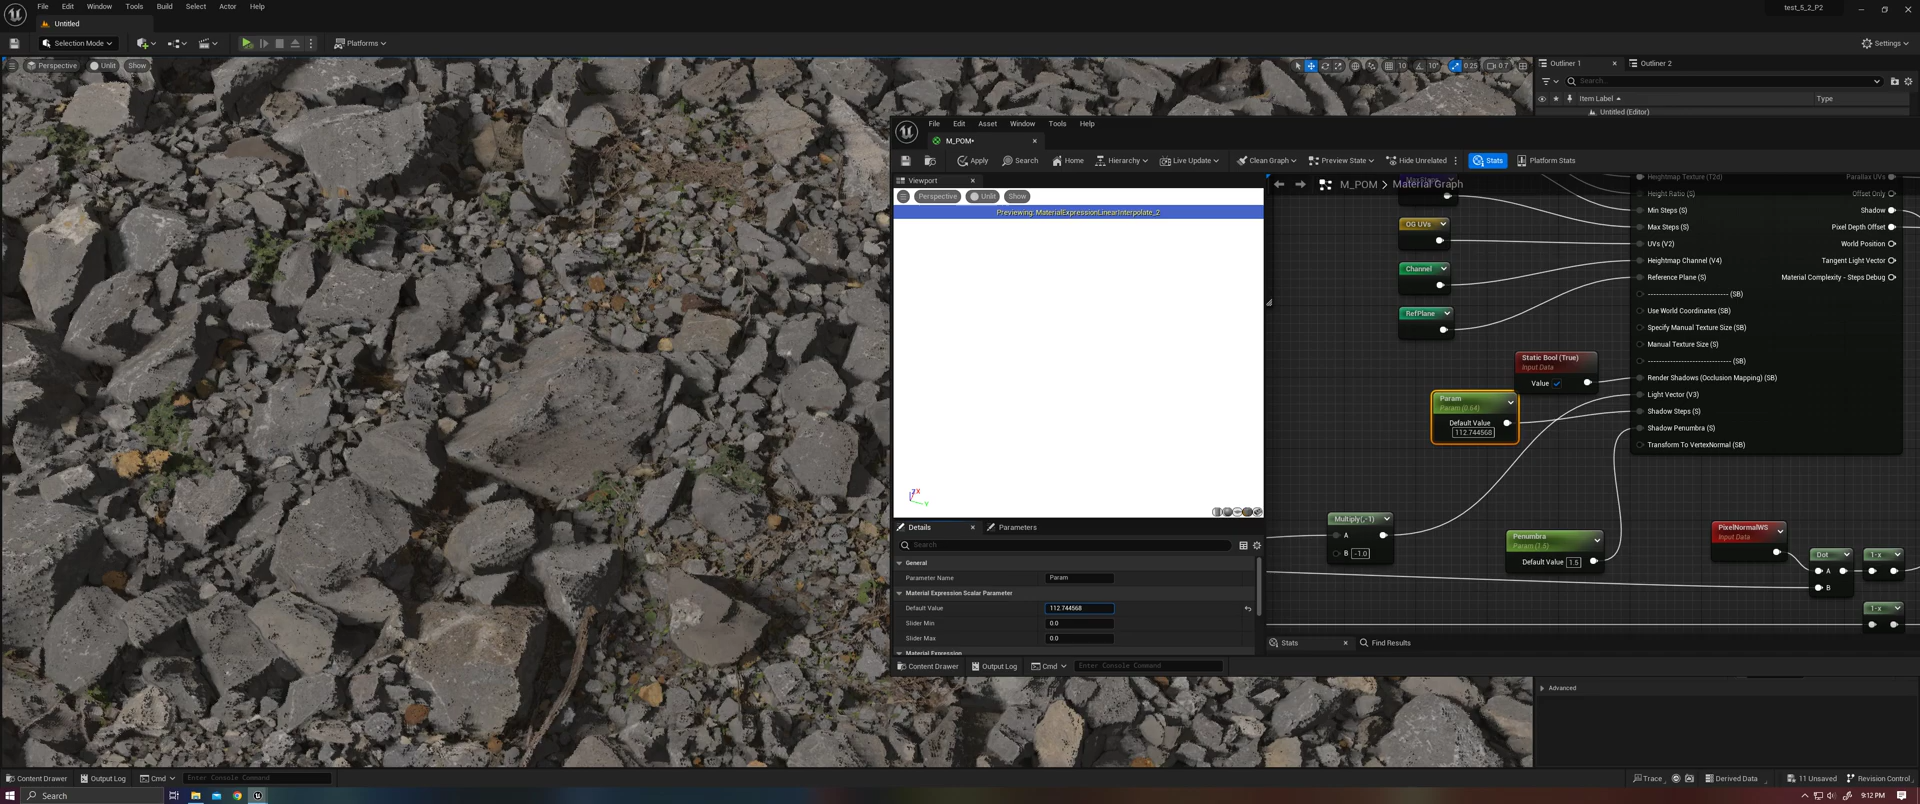 File Edit Window Tools Build Select Actor Help
test_5_2_P2
Untitled
Selection Mode
Platforms
Settings
Perspective Unlit Show
10 10° 0.25 0.7
Outliner 1
Outliner 2
Search...
Item Label
Type
Untitled (Editor)
File Edit Asset Window Tools Help
M_POM•
Apply Search Home Hierarchy Live Update Clean Graph Preview State Hide Unrelated Stats Platform Stats
Viewport
Perspective Unlit Show
Previewing: MaterialExpressionLinearInterpolate_2
M_POM > Material Graph
Heightmap Texture (T2d)
Parallax UVs
Height Ratio (S)
Offset Only
Min Steps (S)
Shadow
Max Steps (S)
Pixel Depth Offset
OG UVs
UVs (V2)
World Position
Channel
Heightmap Channel (V4)
Tangent Light Vector
Reference Plane (S)
Material Complexity - Steps Debug
----------------------------- (SB)
RefPlane
Use World Coordinates (SB)
Specify Manual Texture Size (SB)
Manual Texture Size (S)
Static Bool (True)
Input Data
Value
------------------------------ (SB)
Render Shadows (Occlusion Mapping) (SB)
Light Vector (V3)
Param
Param (0.64)
Default Value
112.744568
Shadow Steps (S)
Shadow Penumbra (S)
Transform To VertexNormal (SB)
Multiply(,-1)
A
B -1.0
Penumbra
Param (1.5)
Default Value 1.5
PixelNormalWS
Input Data
Dot
A
B
1-x
1-x
Z X
Y
Details
Parameters
Search
General
Parameter Name
Param
Material Expression Scalar Parameter
Default Value
112.744568
Slider Min
0.0
Slider Max
0.0
Material Expression
Stats
Find Results
Content Drawer Output Log Cmd Enter Console Command
Advanced
Content Drawer Output Log Cmd Enter Console Command
Trace Derived Data 11 Unsaved Revision Control
Search
9:12 PM